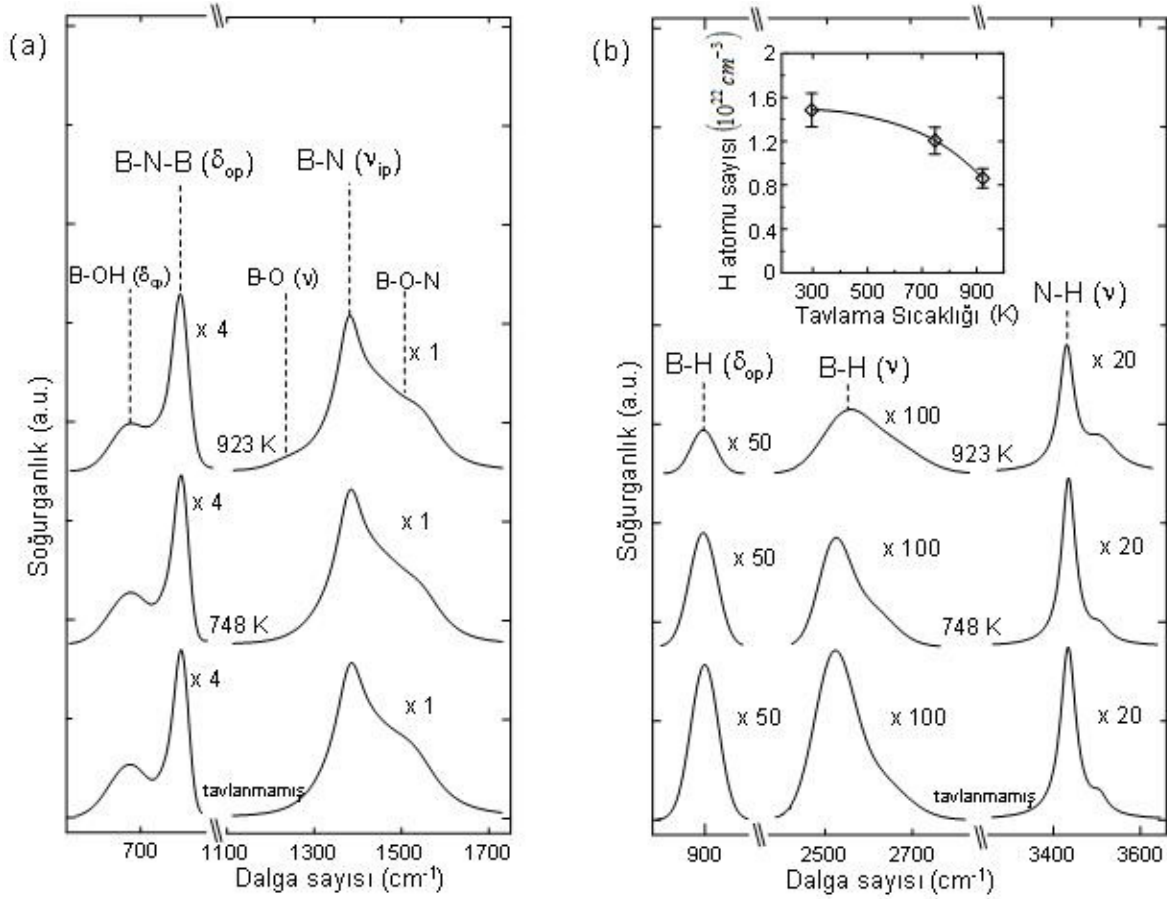 (a)
B-N-B (δop)
B-N (νip)
B-OH (δop)
B-O (ν)
B-O-N
x 4
x 1
923 K
x 4
x 1
748 K
x 4
x 1
tavlanmamış
Soğurganlık (a.u.)
700
1100
1300
1500
1700
Dalga sayısı (cm⁻¹)
(b)
H atomu sayısı (10²² cm⁻³)
2
1.6
1.2
0.8
0.4
0
300
500
700
900
Tavlama Sıcaklığı (K)
N-H (ν)
B-H (δop)
B-H (ν)
x 20
x 100
x 50
923 K
x 50
x 100
x 20
748 K
x 50
x 100
x 20
tavlanmamış
Soğurganlık (a.u.)
900
2500
2700
3400
3600
Dalga sayısı (cm⁻¹)